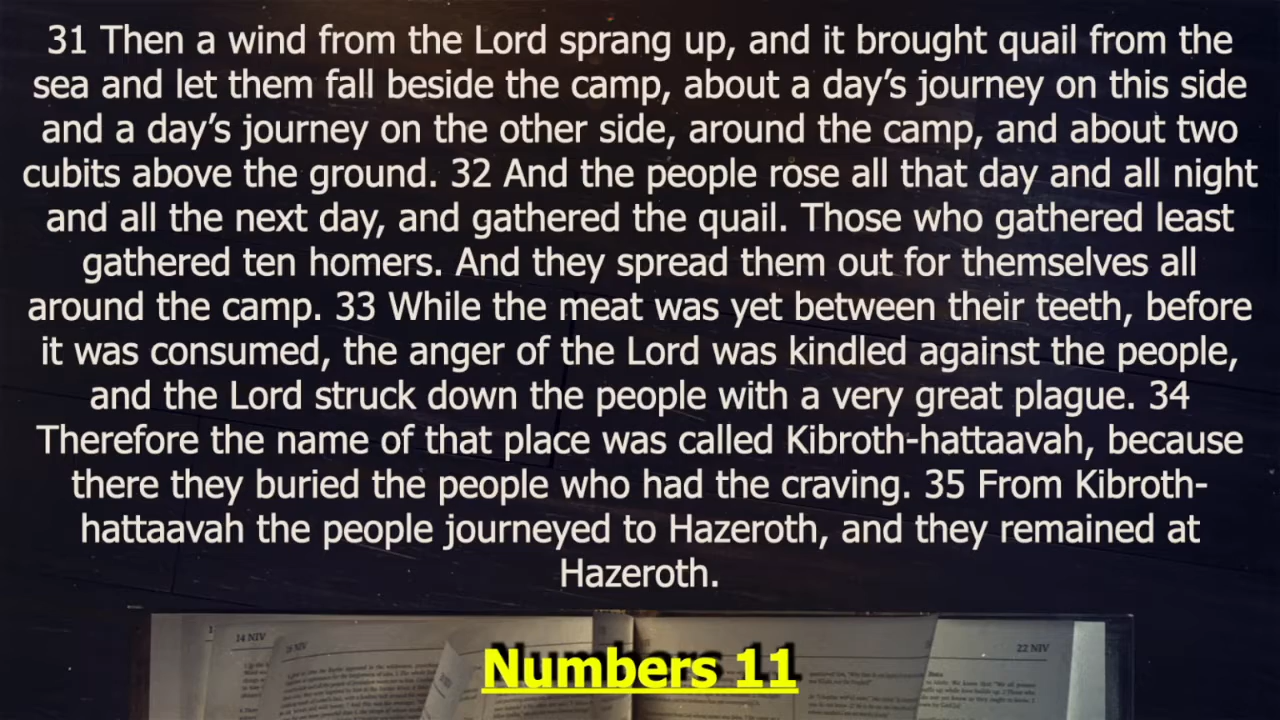 31 Then a wind from the Lord sprang up, and it brought quail from the
sea and let them fall beside the camp, about a day’s journey on this side
and a day’s journey on the other side, around the camp, and about two
cubits above the ground. 32 And the people rose all that day and all night
and all the next day, and gathered the quail. Those who gathered least
gathered ten homers. And they spread them out for themselves all
around the camp. 33 While the meat was yet between their teeth, before
it was consumed, the anger of the Lord was kindled against the people,
and the Lord struck down the people with a very great plague. 34
Therefore the name of that place was called Kibroth-hattaavah, because
there they buried the people who had the craving. 35 From Kibroth-
hattaavah the people journeyed to Hazeroth, and they remained at
Hazeroth.
14 NIV
22 NIV
Numbers 11